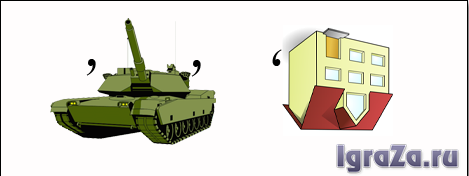 , ,
‘
IgraZa.ru